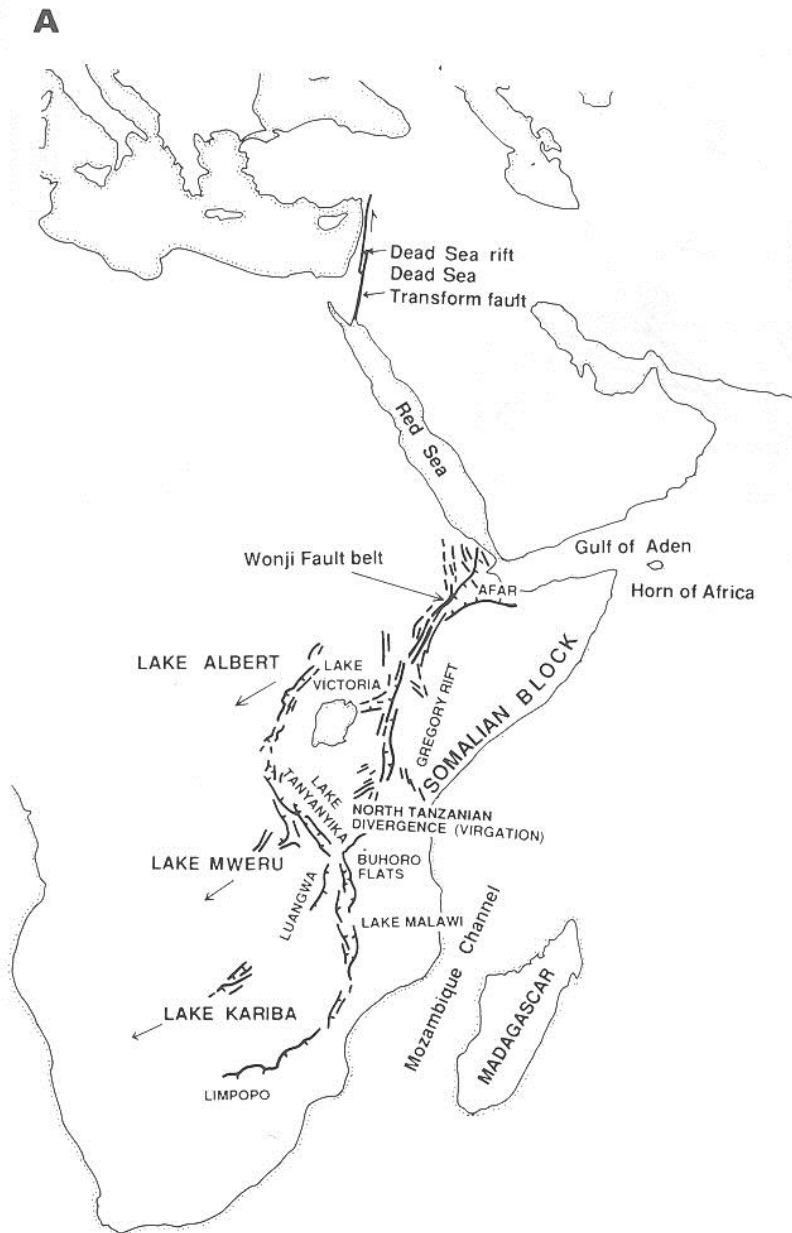 A
Dead Sea rift
Dead Sea
Transform fault
Red Sea
Gulf of Aden
Wonji Fault belt
AFAR
Horn of Africa
LAKE ALBERT
LAKE
VICTORIA
GREGORY RIFT
SOMALIAN BLOCK
LAKE
TANYANYIKA
NORTH TANZANIAN
DIVERGENCE (VIRGATION)
LAKE MWERU
BUHORO
FLATS
LUANGWA
LAKE MALAWI
Mozambique Channel
MADAGASCAR
LAKE KARIBA
LIMPOPO